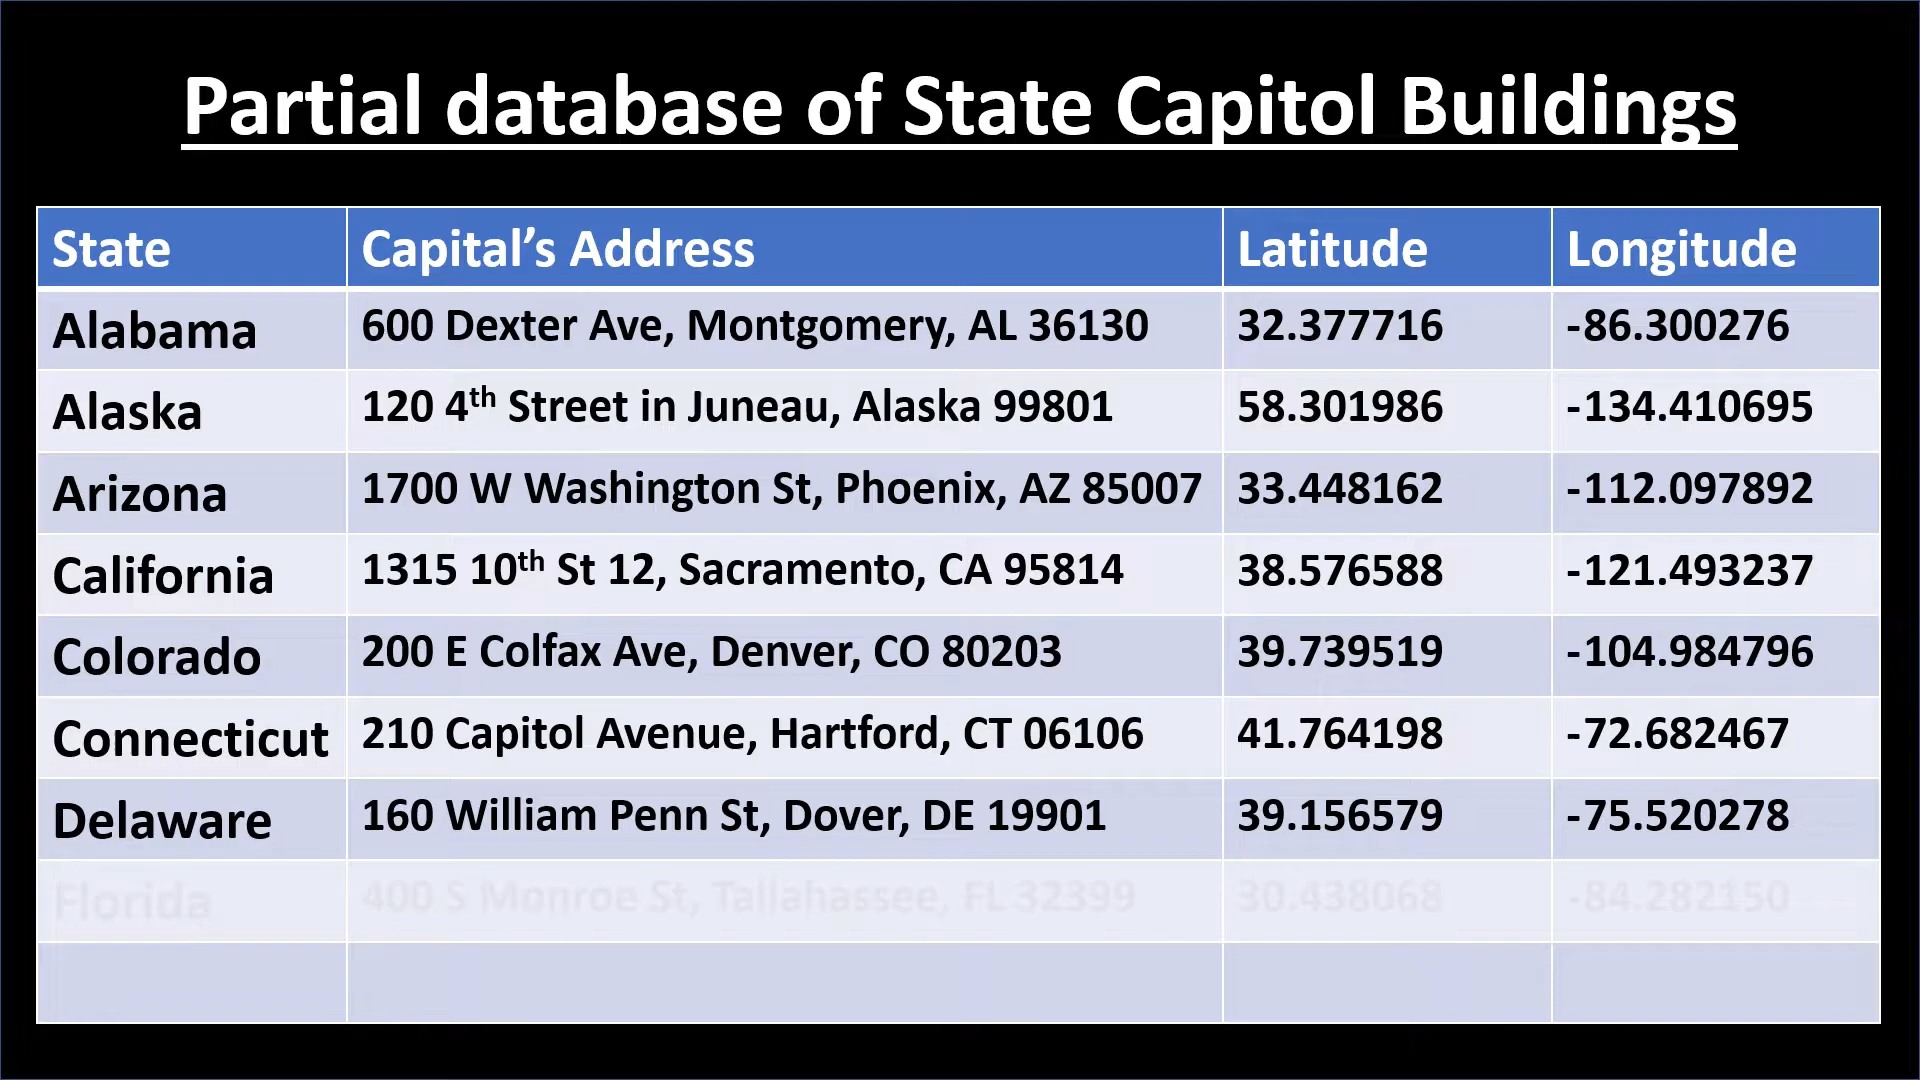 Partial database of State Capitol Buildings
State Capital's Address Latitude Longitude
Alabama 600 Dexter Ave, Montgomery, AL 36130 32.377716 -86.300276
Alaska 120 4th Street in Juneau, Alaska 99801 58.301986 -134.410695
Arizona 1700 W Washington St, Phoenix, AZ 85007 33.448162 -112.097892
California 1315 10th St 12, Sacramento, CA 95814 38.576588 -121.493237
Colorado 200 E Colfax Ave, Denver, CO 80203 39.739519 -104.984796
Connecticut 210 Capitol Avenue, Hartford, CT 06106 41.764198 -72.682467
Delaware 160 William Penn St, Dover, DE 19901 39.156579 -75.520278
Florida 400 S Monroe St, Tallahassee, FL 32399 30.438068 -84.282150